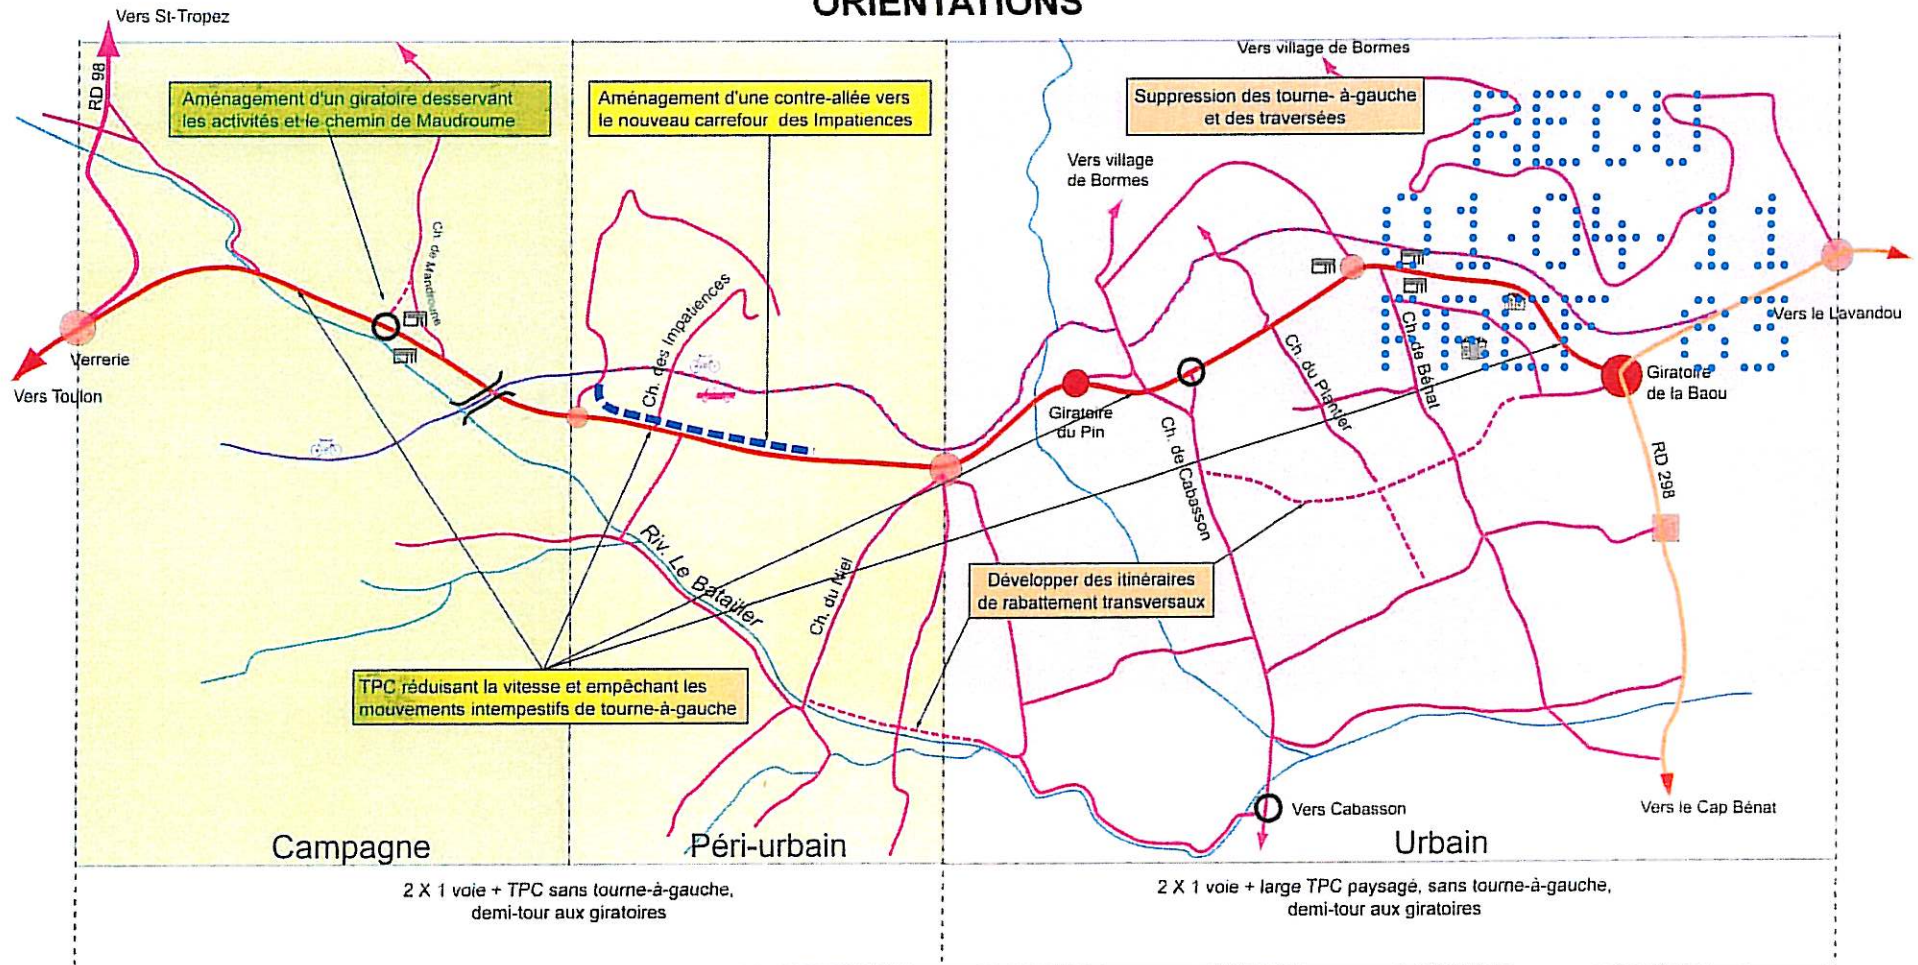 ORIENTATIONS
Vers St-Tropez
RD 98
Aménagement d'un giratoire desservant
les activités et le chemin de Maudroume
Aménagement d'une contre-allée vers
le nouveau carrefour des Impatiences
Suppression des tourne- à-gauche
et des traversées
Vers village de Bormes
Vers village
de Bormes
RECU
01.04.11
Ch. de Maudroume
Ch. des Impatiences
Verrerie
Vers Toulon
Giratoire
du Pin
Ch. de Cabasson
Ch. du Plantier
Ch. de Bénat
Vers le Lavandou
Giratoire
de la Baou
RD 298
Riv. Le Batailler
Ch. du Niel
Développer des itinéraires
de rabattement transversaux
TPC réduisant la vitesse et empêchant les
mouvements intempestifs de tourne-à-gauche
Vers Cabasson
Vers le Cap Bénat
Campagne
Péri-urbain
Urbain
2 X 1 voie + TPC sans tourne-à-gauche,
demi-tour aux giratoires
2 X 1 voie + large TPC paysagé, sans tourne-à-gauche,
demi-tour aux giratoires